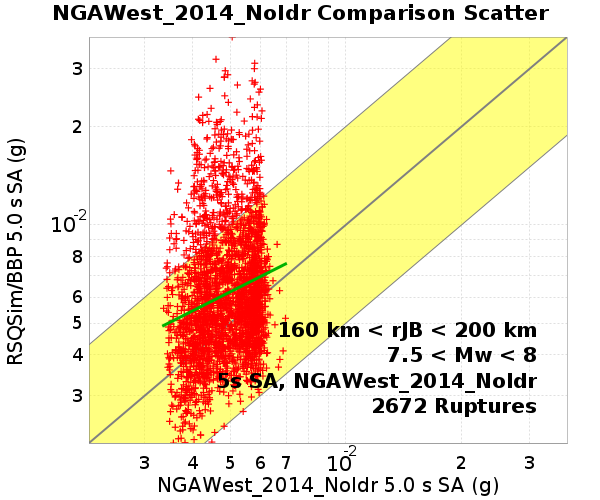 NGAWest_2014_NoIdr Comparison Scatter
RSQSim/BBP 5.0 s SA (g)
3
2
10-2
8
6
5
4
3
160 km < rJB < 200 km
7.5 < Mw < 8
5s SA, NGAWest_2014_NoIdr
2672 Ruptures
3 4 5 6 7 10-2 2 3
NGAWest_2014_NoIdr 5.0 s SA (g)